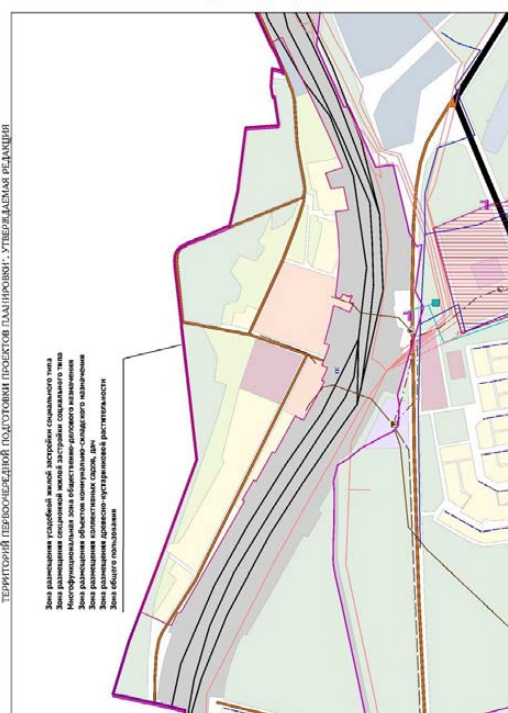 ТЕРРИТОРИЙ ПЕРВООЧЕРЕДНОЙ ПОДГОТОВКИ ПРОЕКТОВ ПЛАНИРОВКИ". УТВЕРЖДАЕМАЯ РЕДАКЦИЯ
Зона размещения усадебной жилой застройки социального типа
Зона размещения секционной жилой застройки социального типа
Многофункциональная зона общественно-делового назначения
Зона размещения объектов коммунально-складского назначения
Зона размещения коллективных садов, дач
Зона размещения древесно-кустарниковой растительности
Зона общего пользования